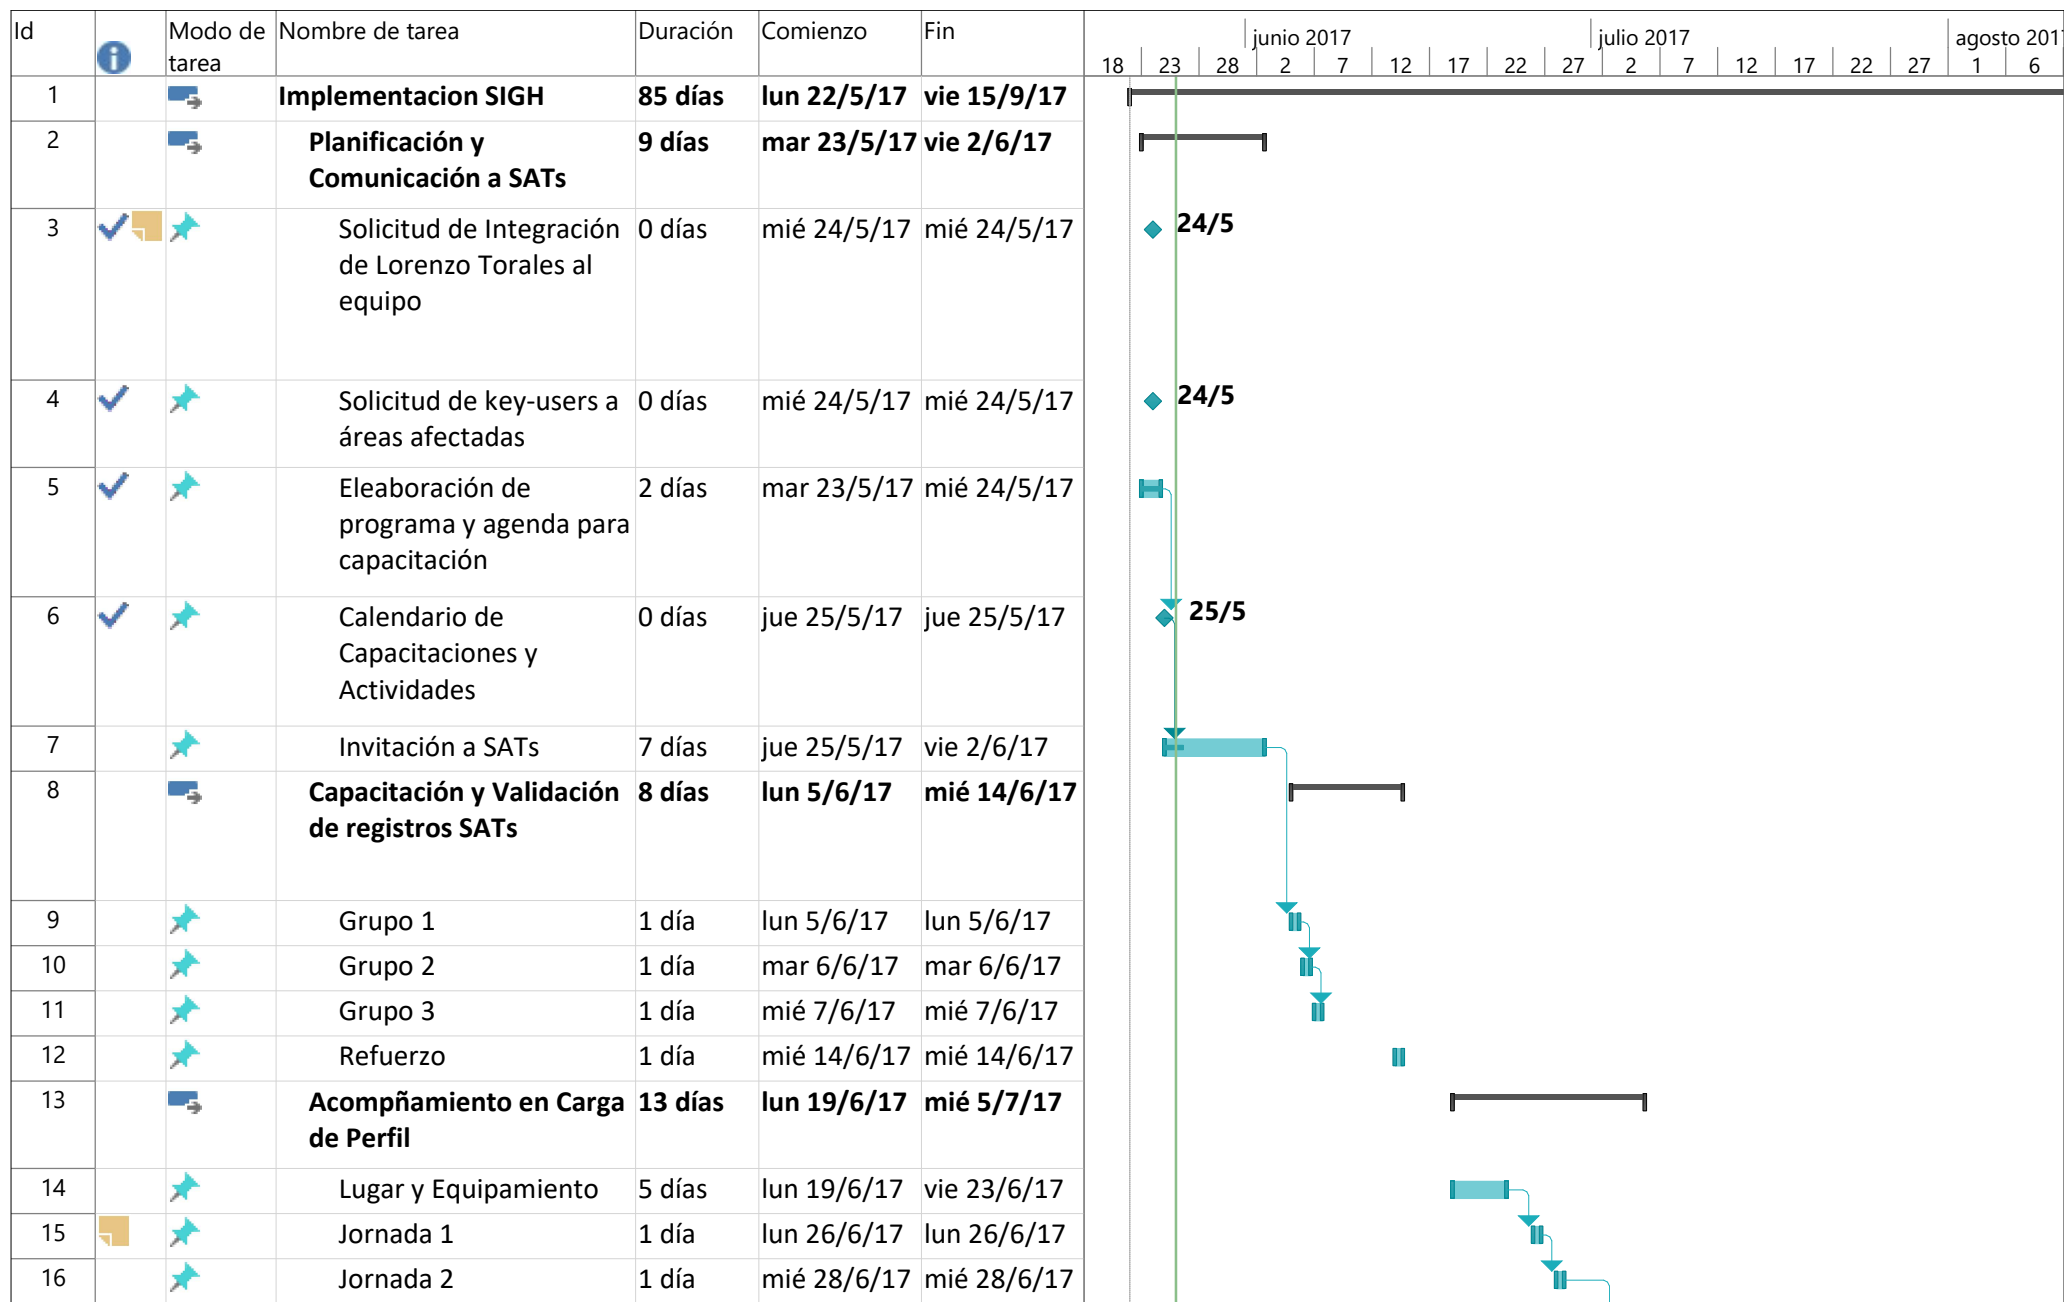 Id Modo de tarea Nombre de tarea Duración Comienzo Fin
junio 2017 julio 2017 agosto 201
18 23 28 2 7 12 17 22 27 2 7 12 17 22 27 1 6
1 Implementacion SIGH 85 días lun 22/5/17 vie 15/9/17
2 Planificación y 9 días mar 23/5/17 vie 2/6/17
Comunicación a SATs
3 Solicitud de Integración 0 días mié 24/5/17 mié 24/5/17 24/5
de Lorenzo Torales al
equipo
4 Solicitud de key-users a 0 días mié 24/5/17 mié 24/5/17 24/5
áreas afectadas
5 Eleaboración de 2 días mar 23/5/17 mié 24/5/17
programa y agenda para
capacitación
6 Calendario de 0 días jue 25/5/17 jue 25/5/17 25/5
Capacitaciones y
Actividades
7 Invitación a SATs 7 días jue 25/5/17 vie 2/6/17
8 Capacitación y Validación 8 días lun 5/6/17 mié 14/6/17
de registros SATs
9 Grupo 1 1 día lun 5/6/17 lun 5/6/17
10 Grupo 2 1 día mar 6/6/17 mar 6/6/17
11 Grupo 3 1 día mié 7/6/17 mié 7/6/17
12 Refuerzo 1 día mié 14/6/17 mié 14/6/17
13 Acompñamiento en Carga 13 días lun 19/6/17 mié 5/7/17
de Perfil
14 Lugar y Equipamiento 5 días lun 19/6/17 vie 23/6/17
15 Jornada 1 1 día lun 26/6/17 lun 26/6/17
16 Jornada 2 1 día mié 28/6/17 mié 28/6/17